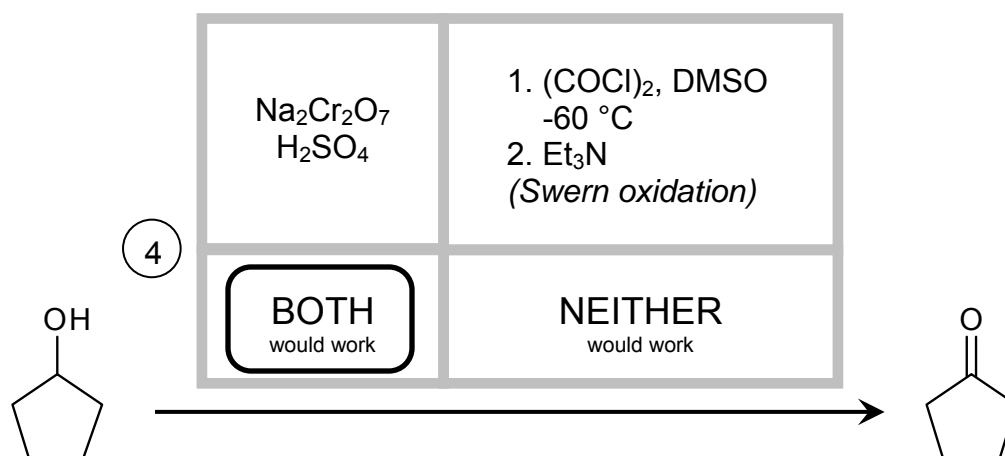 Na₂Cr₂O₇
H₂SO₄
1. (COCl)₂, DMSO
-60 °C
2. Et₃N
(Swern oxidation)
4
BOTH
would work
NEITHER
would work
OH
O